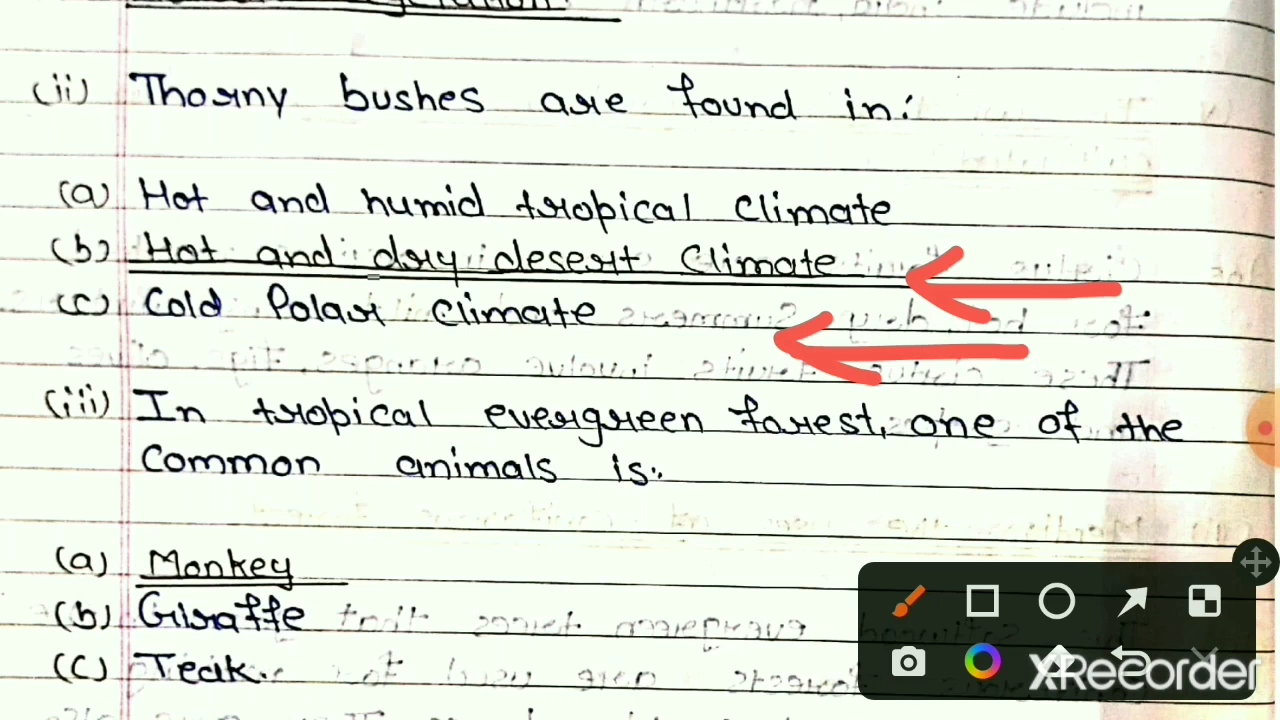 (ii) Thorny bushes are found in:
(a) Hot and humid tropical Climate
(b) Hot and dry desert Climate
(c) Cold Polar climate
(iii) In tropical evergreen forest, one of the
Common animals is:
(a) Monkey
(b) Giraffe
(c) Teak.
XRecorder